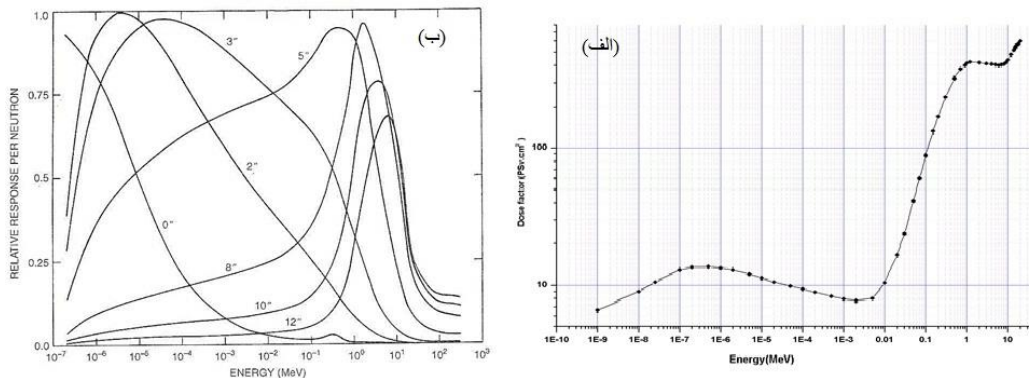 (ب)
RELATIVE RESPONSE PER NEUTRON
1.0
0.75
0.5
0.25
0.0
0"
2"
3"
5"
8"
10"
12"
10⁻⁷ 10⁻⁶ 10⁻⁵ 10⁻⁴ 10⁻³ 10⁻² 10⁻¹ 10⁰ 10¹ 10² 10³
ENERGY (MeV)
(الف)
Dose factor (PSv.cm²)
100
10
1E-10 1E-9 1E-8 1E-7 1E-6 1E-5 1E-4 1E-3 0.01 0.1 1 10
Energy(MeV)